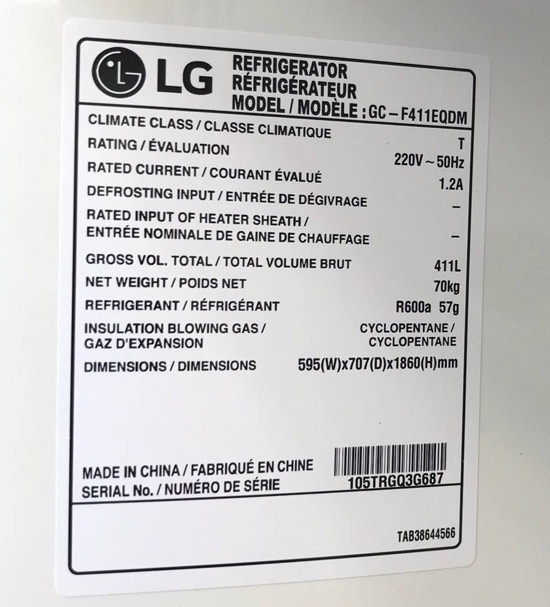 LG
REFRIGERATOR
RÉFRIGÉRATEUR
MODEL / MODÈLE : GC – F411EQDM
CLIMATE CLASS / CLASSE CLIMATIQUE T
RATING / ÉVALUATION 220V ~ 50Hz
RATED CURRENT / COURANT ÉVALUÉ 1.2A
DEFROSTING INPUT / ENTRÉE DE DÉGIVRAGE –
RATED INPUT OF HEATER SHEATH /
ENTRÉE NOMINALE DE GAINE DE CHAUFFAGE –
GROSS VOL. TOTAL / TOTAL VOLUME BRUT 411L
NET WEIGHT / POIDS NET 70kg
REFRIGERANT / RÉFRIGÉRANT R600a 57g
INSULATION BLOWING GAS / CYCLOPENTANE /
GAZ D'EXPANSION CYCLOPENTANE
DIMENSIONS / DIMENSIONS 595(W)x707(D)x1860(H)mm
MADE IN CHINA / FABRIQUÉ EN CHINE
SERIAL No. / NUMÉRO DE SÉRIE 105TRGQ3G687
TAB38644566